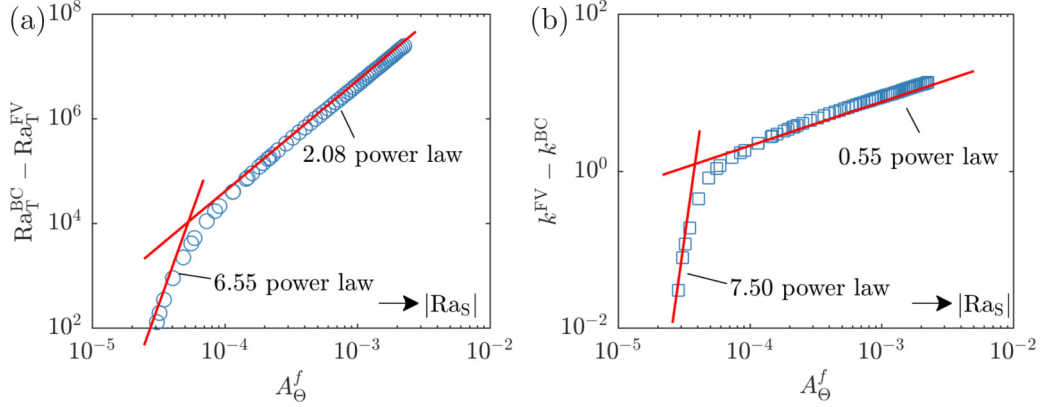 (a)
10^8
10^6
10^4
10^2
Ra_T^BC − Ra_T^FV
2.08 power law
6.55 power law
→ |Ra_S|
10^-5
10^-4
10^-3
10^-2
A_Θ^f
(b)
10^2
10^0
10^-2
k^FV − k^BC
0.55 power law
7.50 power law
→ |Ra_S|
10^-5
10^-4
10^-3
10^-2
A_Θ^f